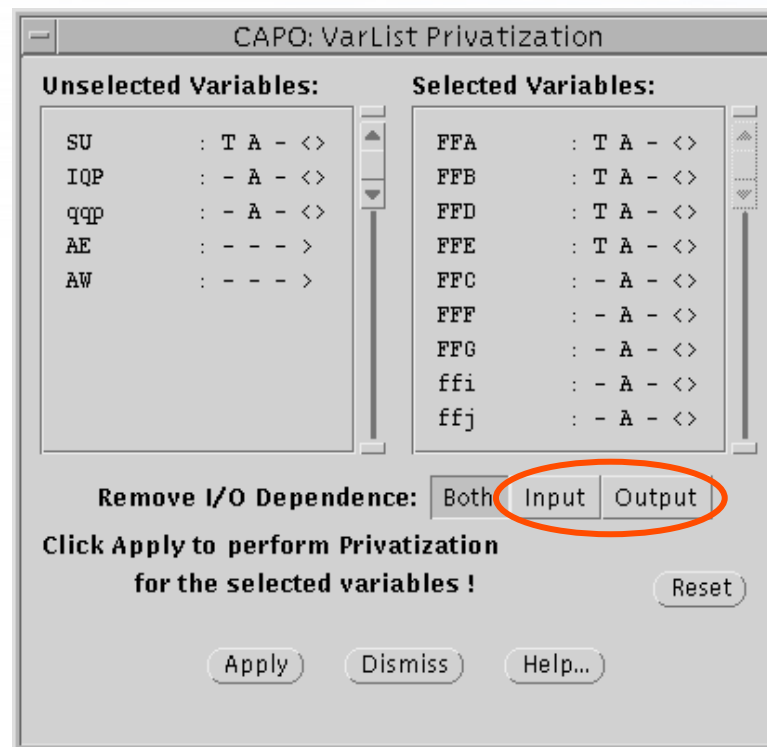 CAPO: VarList Privatization
Unselected Variables:
SU : T A - <>
IQP : - A - <>
qqp : - A - <>
AE : - - - >
AW : - - - >
Selected Variables:
FFA : T A - <>
FFB : T A - <>
FFD : T A - <>
FFE : T A - <>
FFC : - A - <>
FFF : - A - <>
FFG : - A - <>
ffi : - A - <>
ffj : - A - <>
Remove I/O Dependence: Both Input Output
Click Apply to perform Privatization
for the selected variables !
Reset
Apply Dismiss Help...